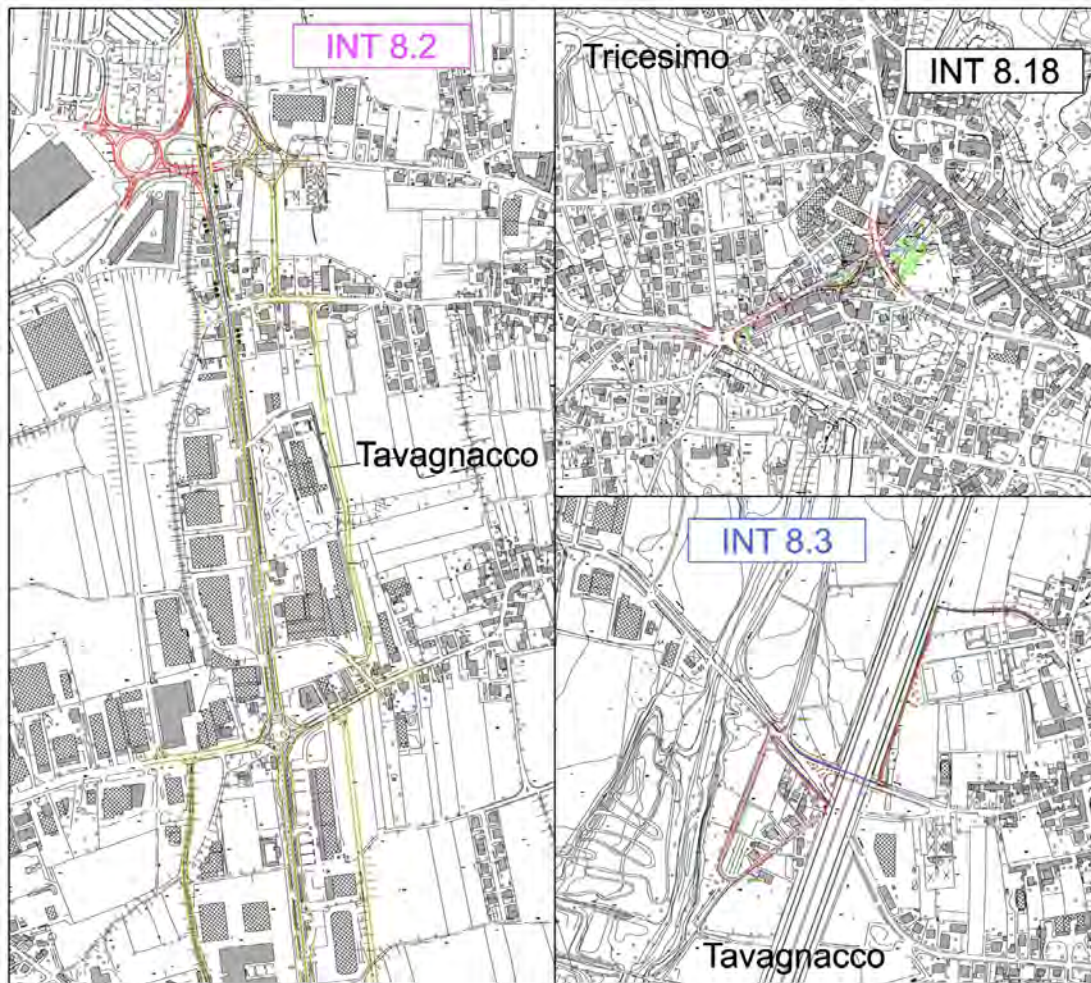 INT 8.2
Tavagnacco
Tricesimo
INT 8.18
INT 8.3
Tavagnacco